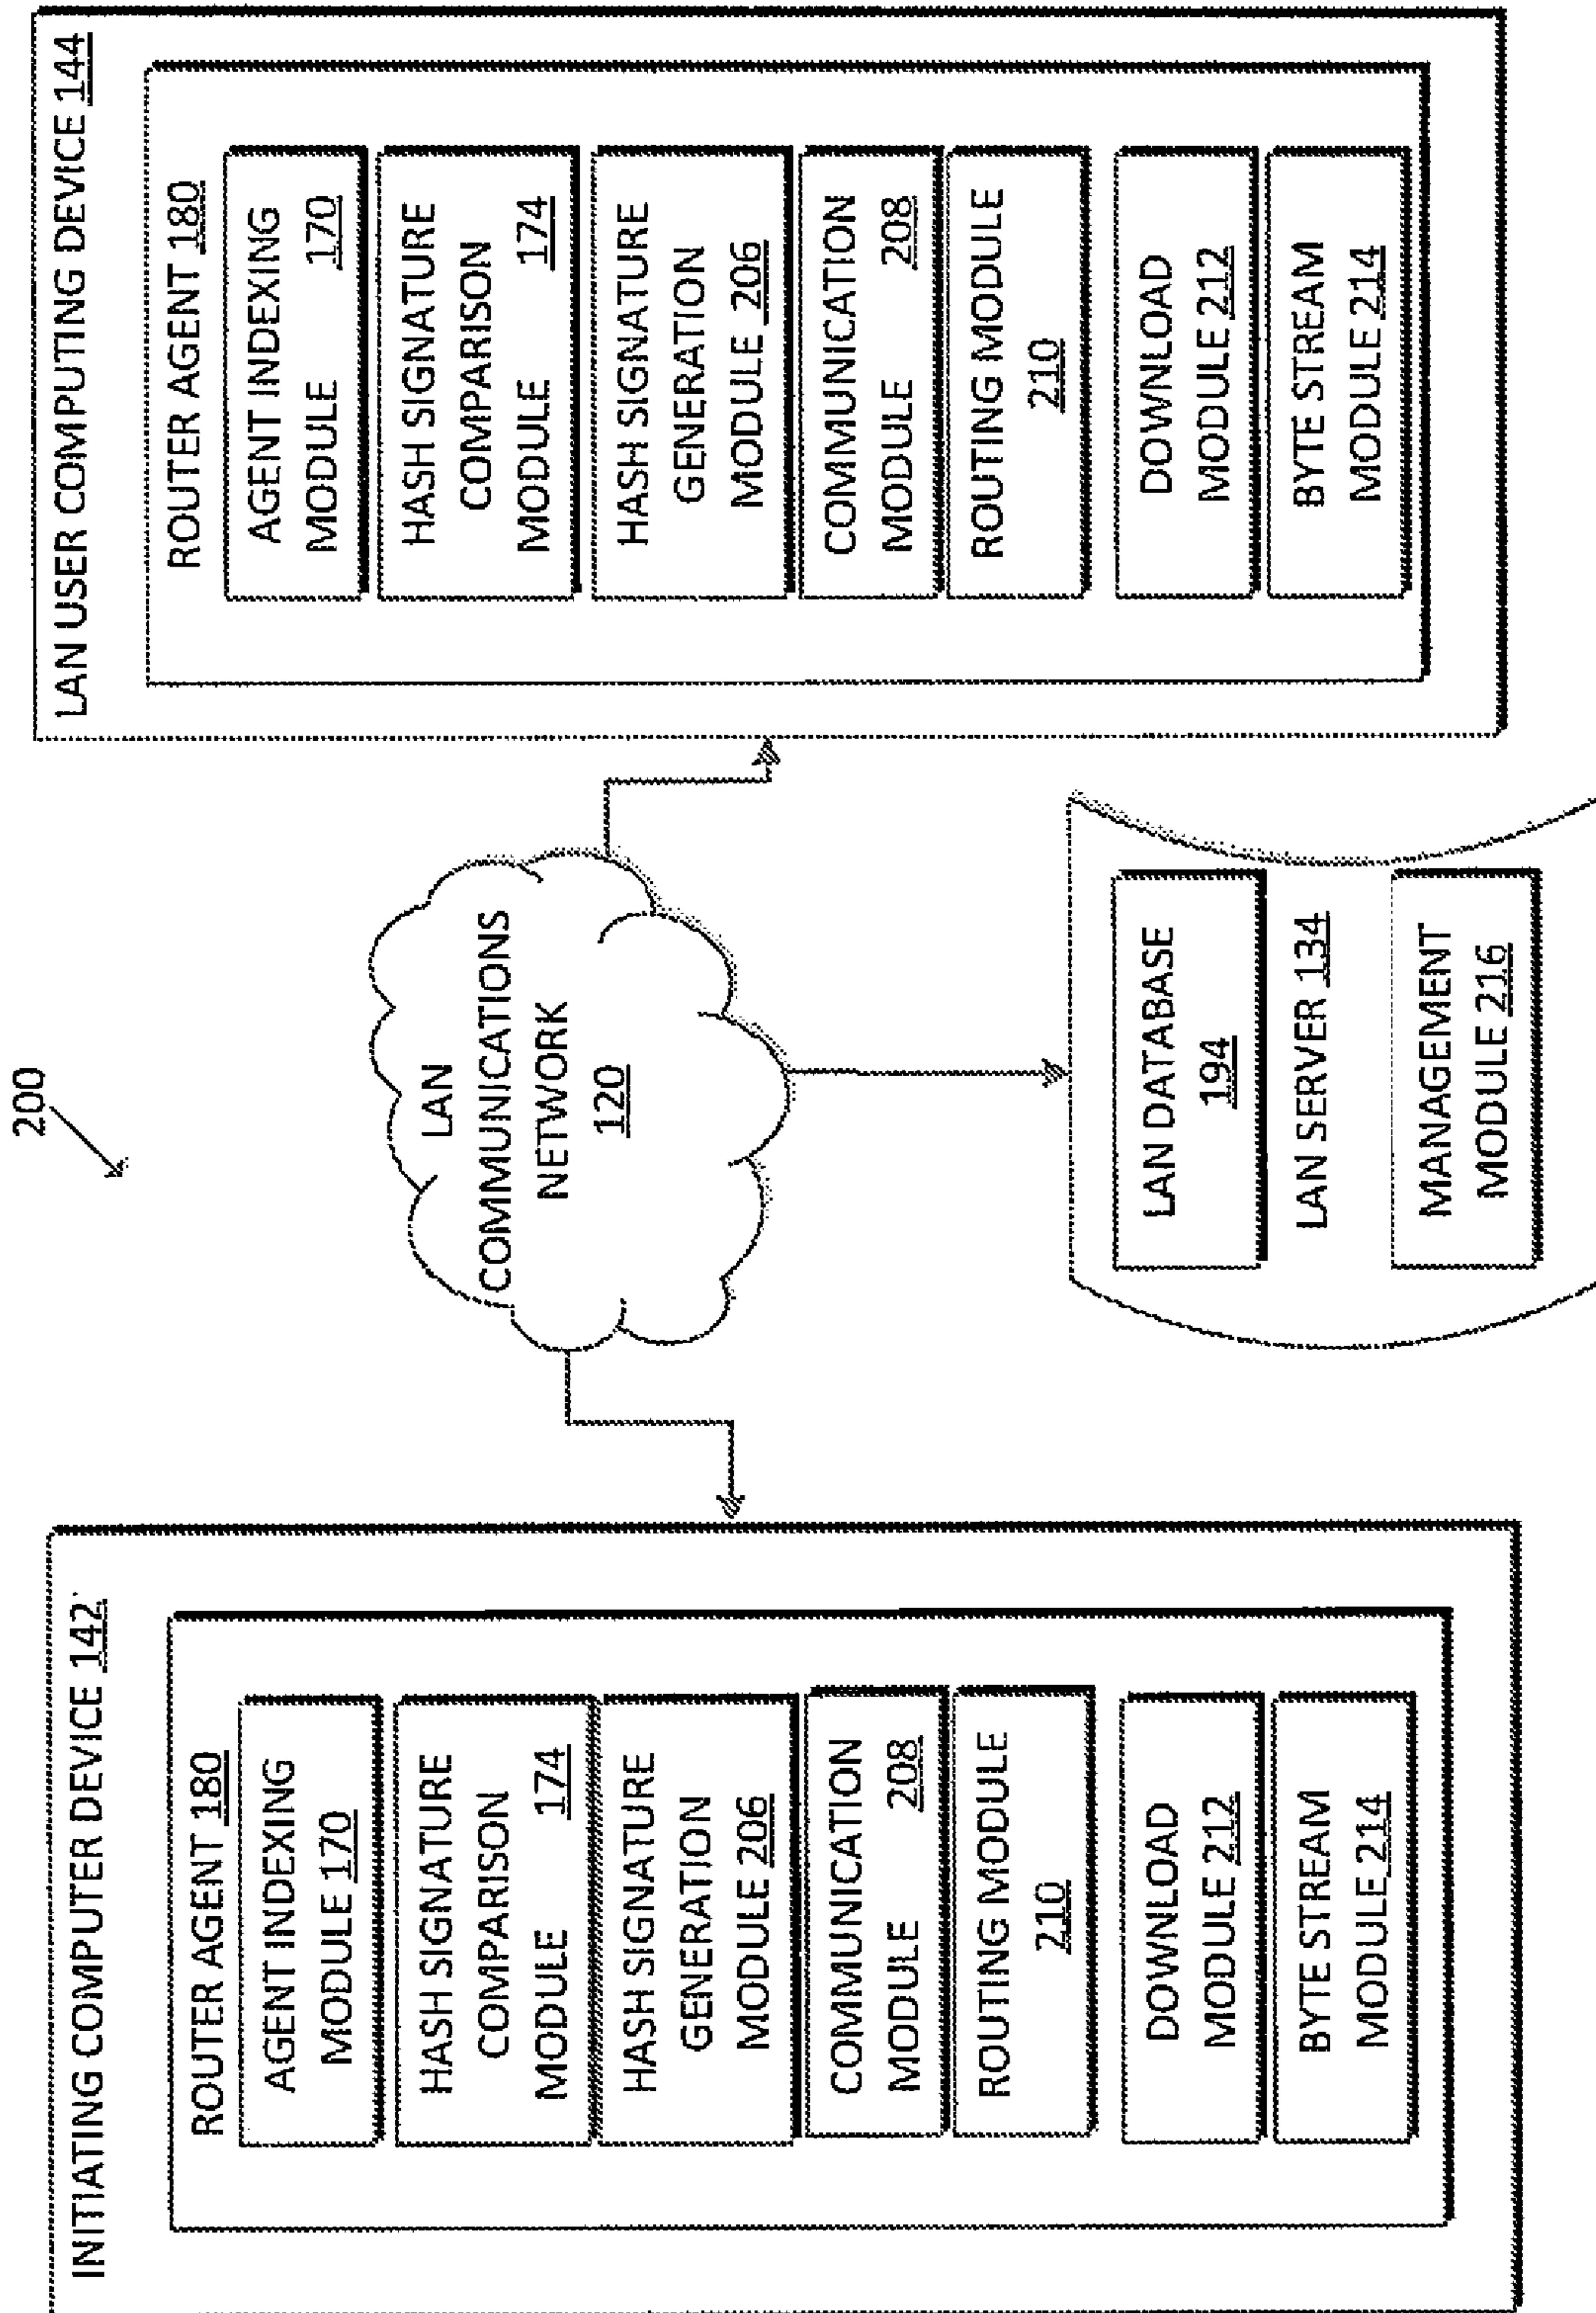 200
INITIATING COMPUTER DEVICE 142
ROUTER AGENT 180
AGENT INDEXING
MODULE 170
HASH SIGNATURE
COMPARISON
MODULE 174
HASH SIGNATURE
GENERATION
MODULE 206
COMMUNICATION
MODULE 208
ROUTING MODULE
210
DOWNLOAD
MODULE 212
BYTE STREAM
MODULE 214
LAN
COMMUNICATIONS
NETWORK
120
LAN DATABASE
194
LAN SERVER 134
MANAGEMENT
MODULE 216
LAN USER COMPUTING DEVICE 144
ROUTER AGENT 180
AGENT INDEXING
MODULE 170
HASH SIGNATURE
COMPARISON
MODULE 174
HASH SIGNATURE
GENERATION
MODULE 206
COMMUNICATION
MODULE 208
ROUTING MODULE
210
DOWNLOAD
MODULE 212
BYTE STREAM
MODULE 214